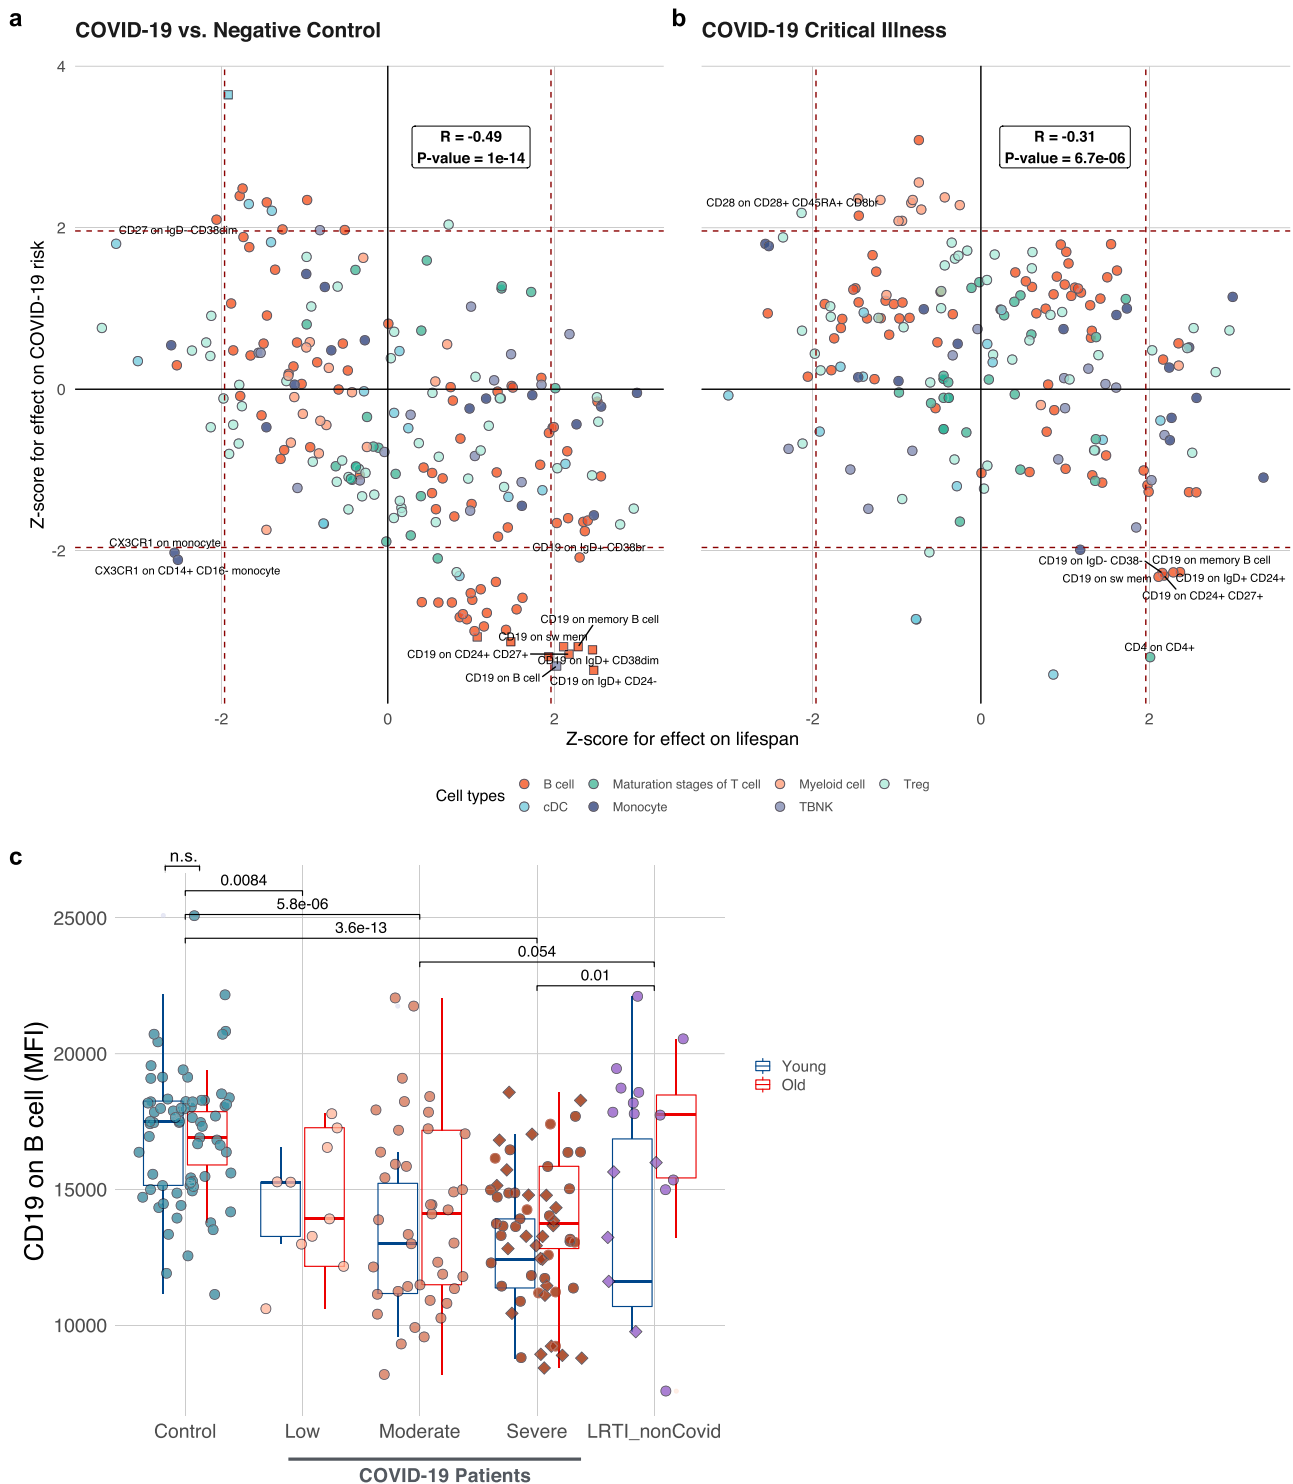 a
COVID-19 vs. Negative Control
b
COVID-19 Critical Illness
Z-score for effect on COVID-19 risk
4
2
0
-2
R = -0.49
P-value = 1e-14
R = -0.31
P-value = 6.7e-06
CD27 on IgD- CD38dim
CX3CR1 on monocyte
CX3CR1 on CD14+ CD16- monocyte
CD19 on IgD+ CD38br
CD19 on memory B cell
CD19 on sw mem
CD19 on CD24+ CD27+
CD19 on IgD+ CD38dim
CD19 on B cell
CD19 on IgD+ CD24-
CD28 on CD28+ CD45RA+ CD8br
CD19 on IgD- CD38-
CD19 on memory B cell
CD19 on sw mem
CD19 on IgD+ CD24+
CD19 on CD24+ CD27+
CD4 on CD4+
-2
0
2
-2
0
2
Z-score for effect on lifespan
Cell types
B cell
Maturation stages of T cell
Myeloid cell
Treg
cDC
Monocyte
TBNK
c
CD19 on B cell (MFI)
25000
20000
15000
10000
n.s.
0.0084
5.8e-06
3.6e-13
0.054
0.01
Young
Old
Control
Low
Moderate
Severe
LRTI_nonCovid
COVID-19 Patients